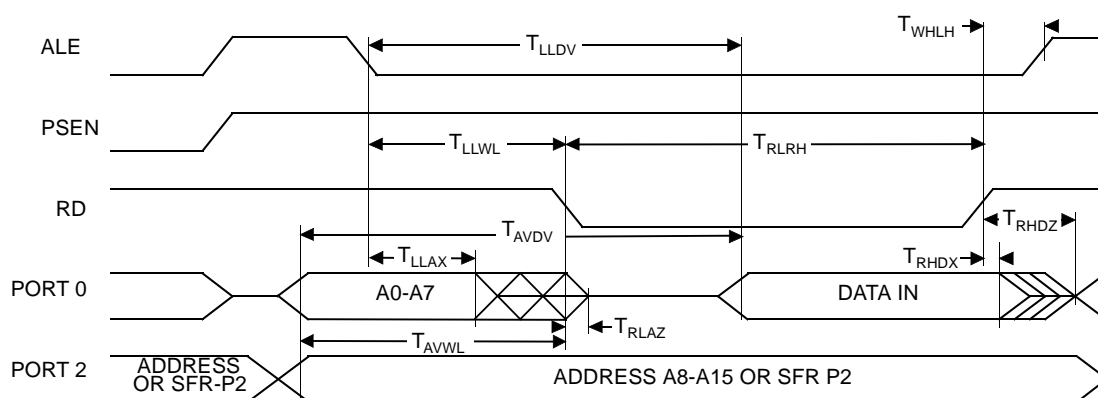 ALE
T_LLDV
T_WHLH
PSEN
T_LLWL
T_RLRH
RD
T_AVDV
T_RHDZ
T_LLAX
T_RHDX
PORT 0
A0-A7
DATA IN
T_RLAZ
T_AVWL
PORT 2
ADDRESS
OR SFR-P2
ADDRESS A8-A15 OR SFR P2